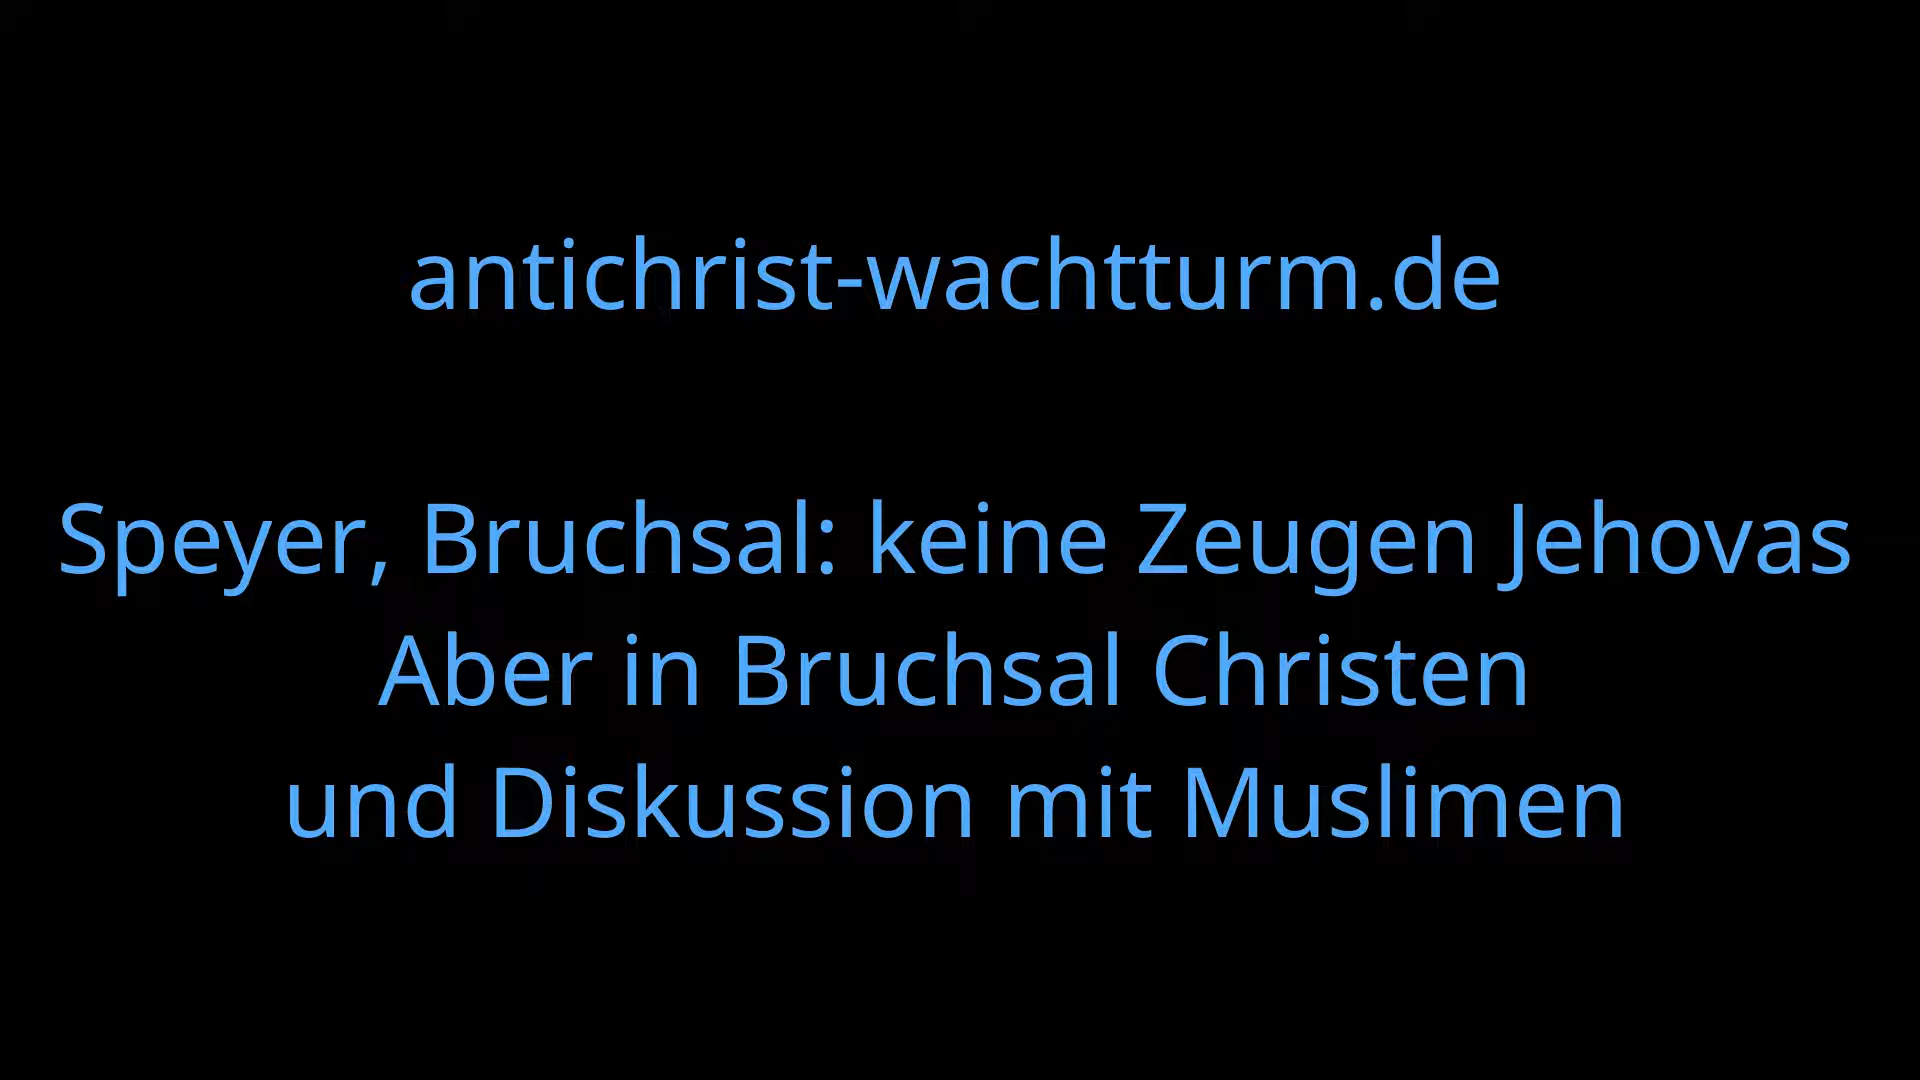 antichrist-wachtturm.de
Speyer, Bruchsal: keine Zeugen Jehovas
Aber in Bruchsal Christen
und Diskussion mit Muslimen